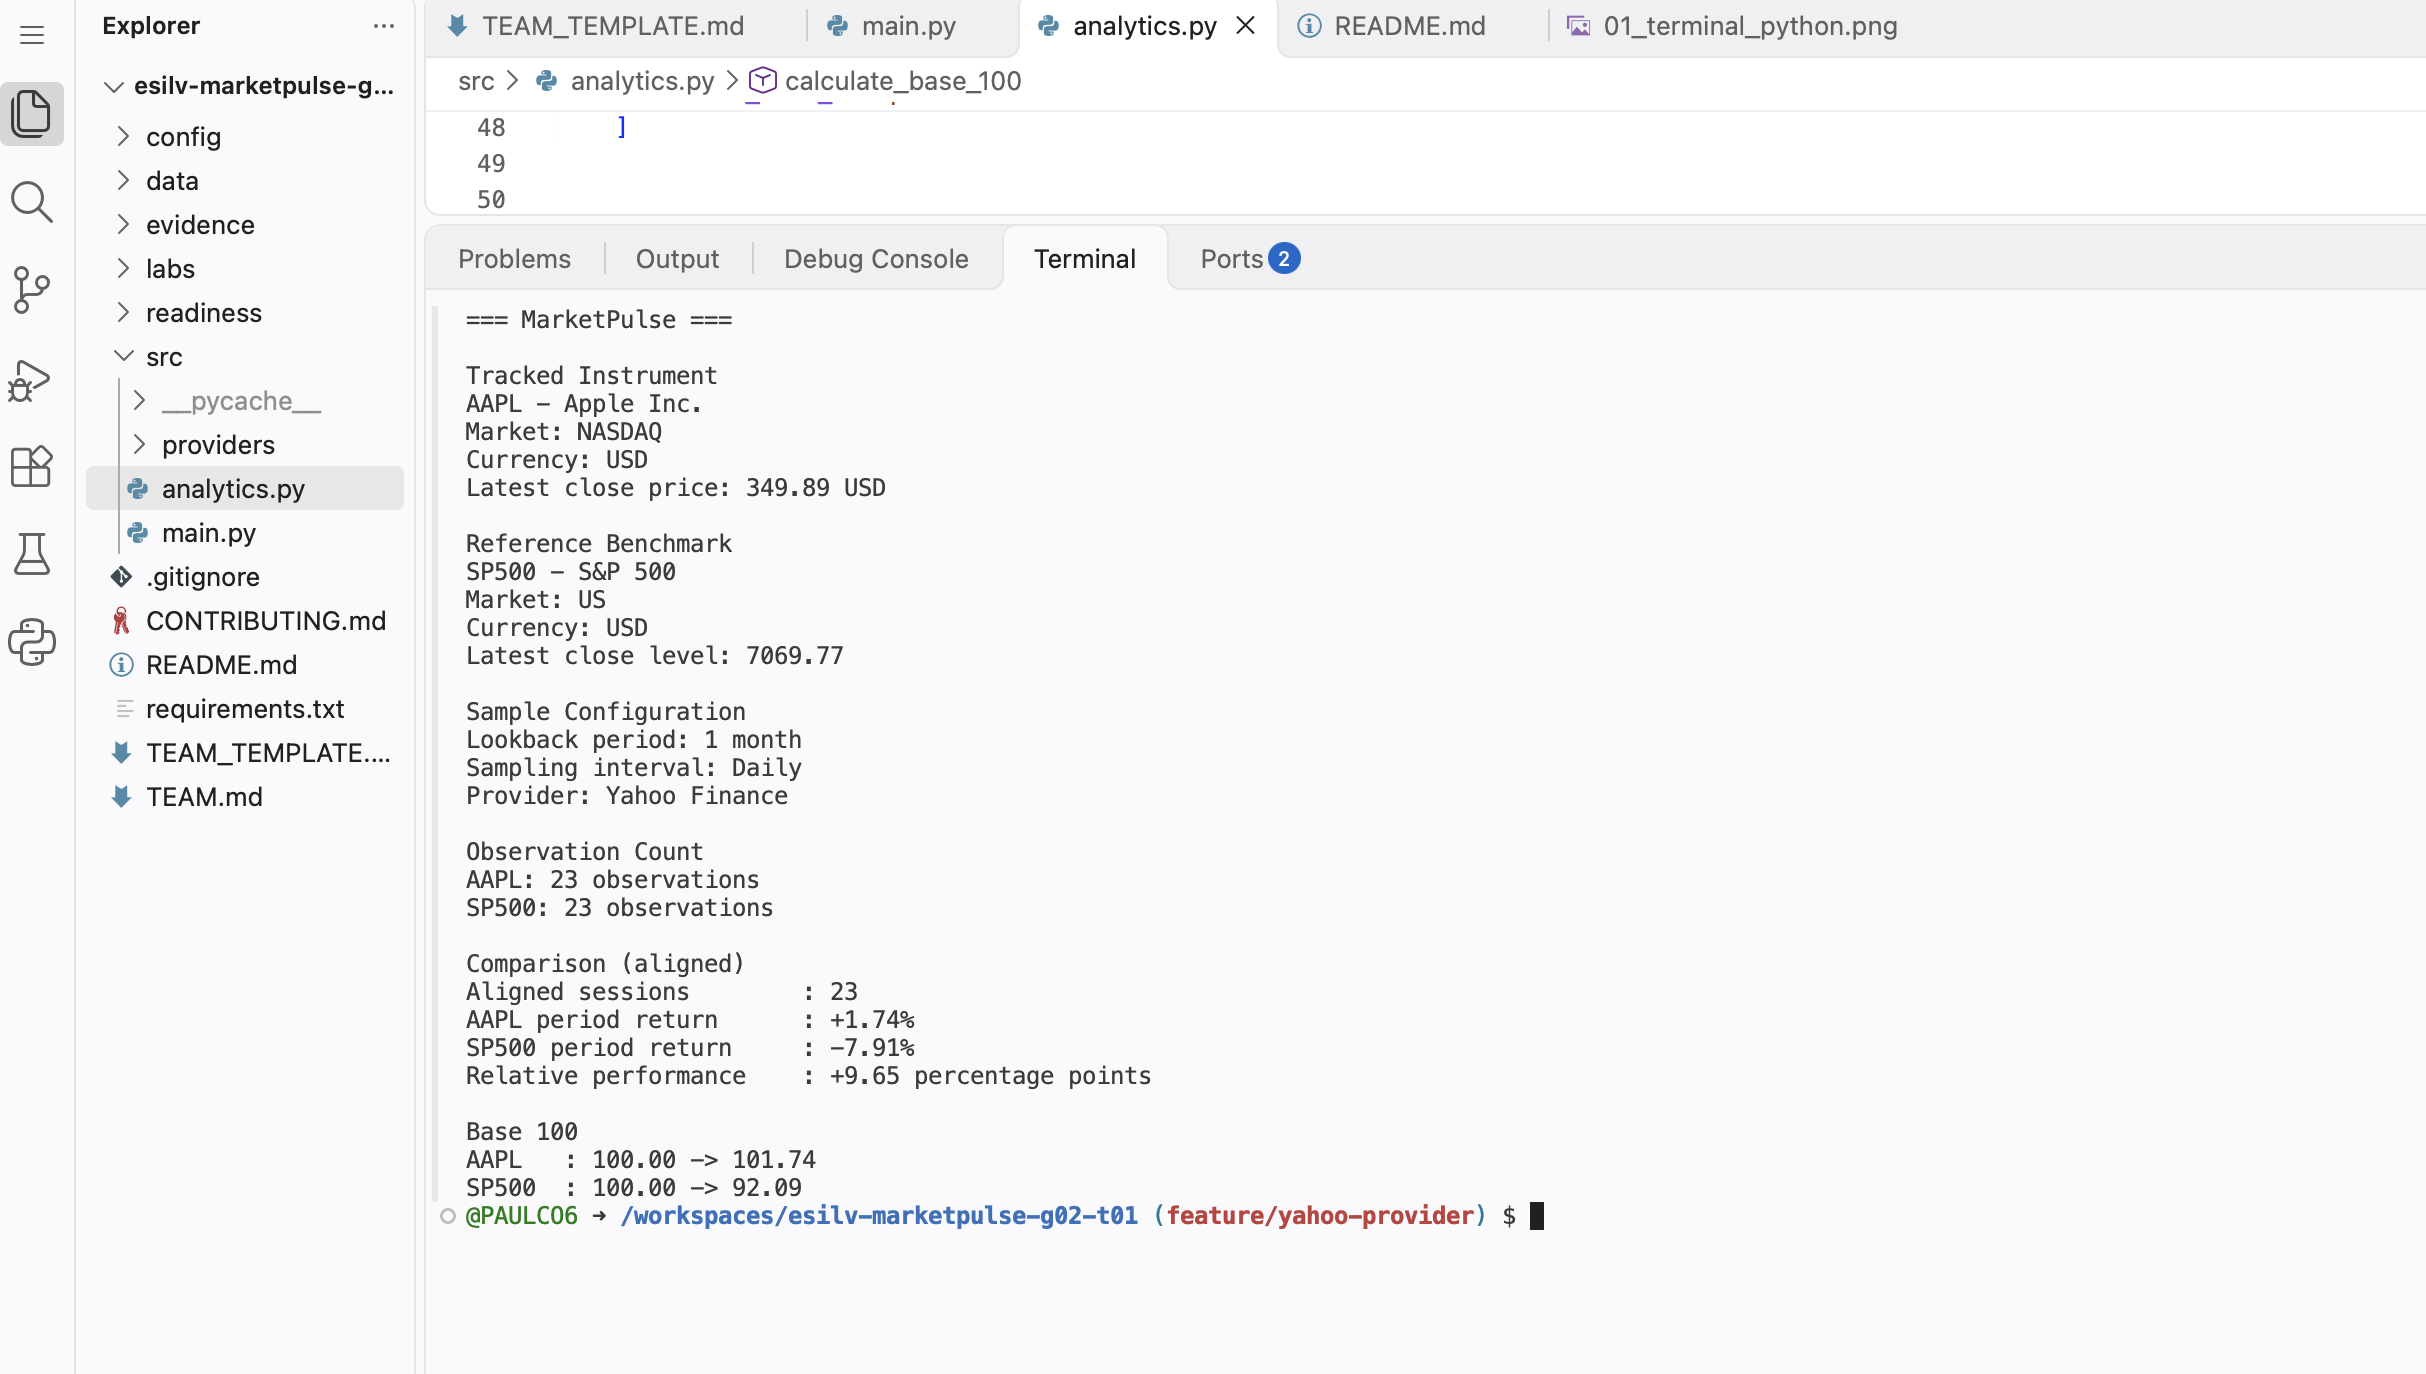 Explorer
esilv-marketpulse-g...
config
data
evidence
labs
readiness
src
__pycache__
providers
analytics.py
main.py
.gitignore
CONTRIBUTING.md
README.md
requirements.txt
TEAM_TEMPLATE....
TEAM.md
TEAM_TEMPLATE.md
main.py
analytics.py
README.md
01_terminal_python.png
src > analytics.py > calculate_base_100
48 ]
49
50
Problems
Output
Debug Console
Terminal
Ports 2
=== MarketPulse ===
Tracked Instrument
AAPL - Apple Inc.
Market: NASDAQ
Currency: USD
Latest close price: 349.89 USD
Reference Benchmark
SP500 - S&P 500
Market: US
Currency: USD
Latest close level: 7069.77
Sample Configuration
Lookback period: 1 month
Sampling interval: Daily
Provider: Yahoo Finance
Observation Count
AAPL: 23 observations
SP500: 23 observations
Comparison (aligned)
Aligned sessions : 23
AAPL period return : +1.74%
SP500 period return : -7.91%
Relative performance : +9.65 percentage points
Base 100
AAPL : 100.00 -> 101.74
SP500 : 100.00 -> 92.09
@PAULCO6 ➜ /workspaces/esilv-marketpulse-g02-t01 (feature/yahoo-provider) $